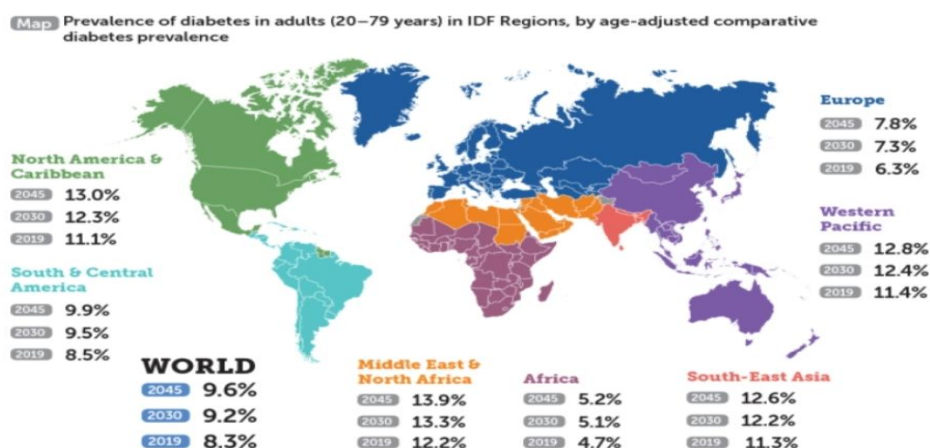 Map Prevalence of diabetes in adults (20–79 years) in IDF Regions, by age-adjusted comparative
diabetes prevalence
North America &
Caribbean
2045 13.0%
2030 12.3%
2019 11.1%
South & Central
America
2045 9.9%
2030 9.5%
2019 8.5%
WORLD
2045 9.6%
2030 9.2%
2019 8.3%
Middle East &
North Africa
2045 13.9%
2030 13.3%
2019 12.2%
Africa
2045 5.2%
2030 5.1%
2019 4.7%
South-East Asia
2045 12.6%
2030 12.2%
2019 11.3%
Europe
2045 7.8%
2030 7.3%
2019 6.3%
Western
Pacific
2045 12.8%
2030 12.4%
2019 11.4%